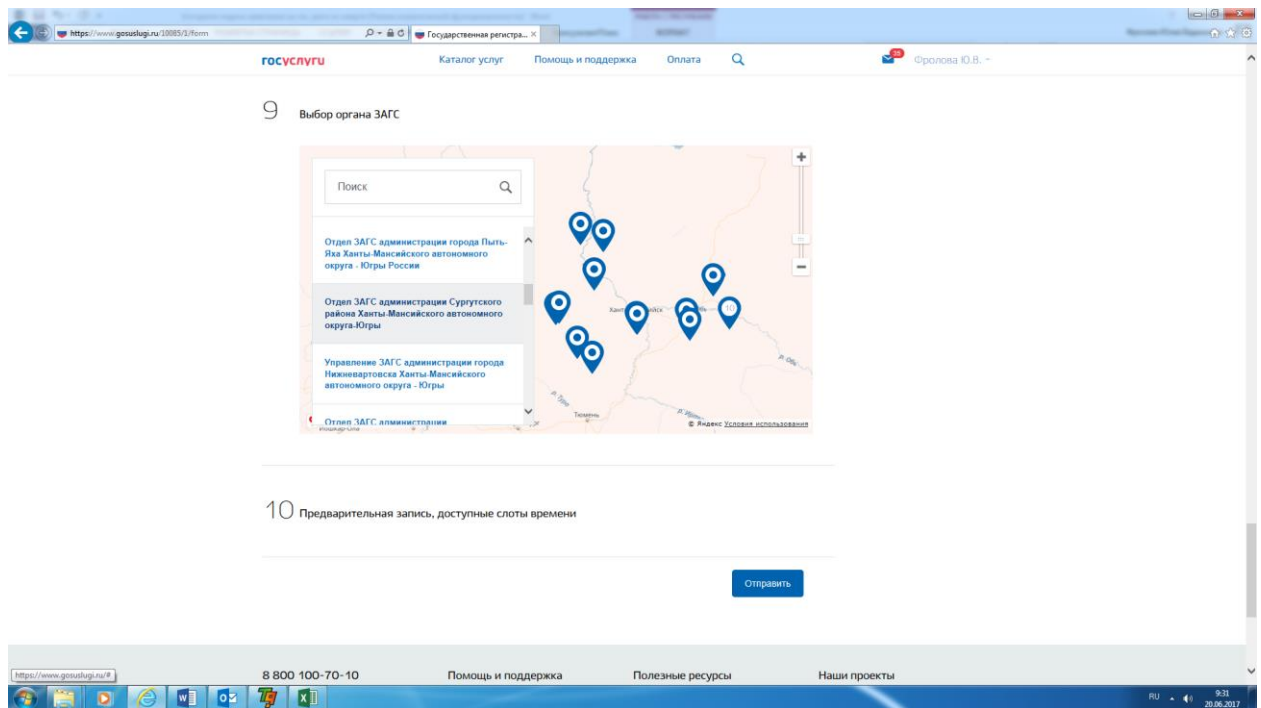 https://www.gosuslugi.ru/10085/1/form
Государственная регистра...
госуслуги
Каталог услуг
Помощь и поддержка
Оплата
39
Фролова Ю.В.
9 Выбор органа ЗАГС
Поиск
Отдел ЗАГС администрации города Пыть-
Яха Ханты-Мансийского автономного
округа - Югры России
Отдел ЗАГС администрации Сургутского
района Ханты-Мансийского автономного
округа-Югры
Управление ЗАГС администрации города
Нижневартовска Ханты-Мансийского
автономного округа - Югры
Отдел ЗАГС администрации
10
р. Обь
р. Тура
Тюмень
© Яндекс Условия использования
10 Предварительная запись, доступные слоты времени
Отправить
https://www.gosuslugi.ru/#
8 800 100-70-10
Помощь и поддержка
Полезные ресурсы
Наши проекты
RU
9:31
20.06.2017